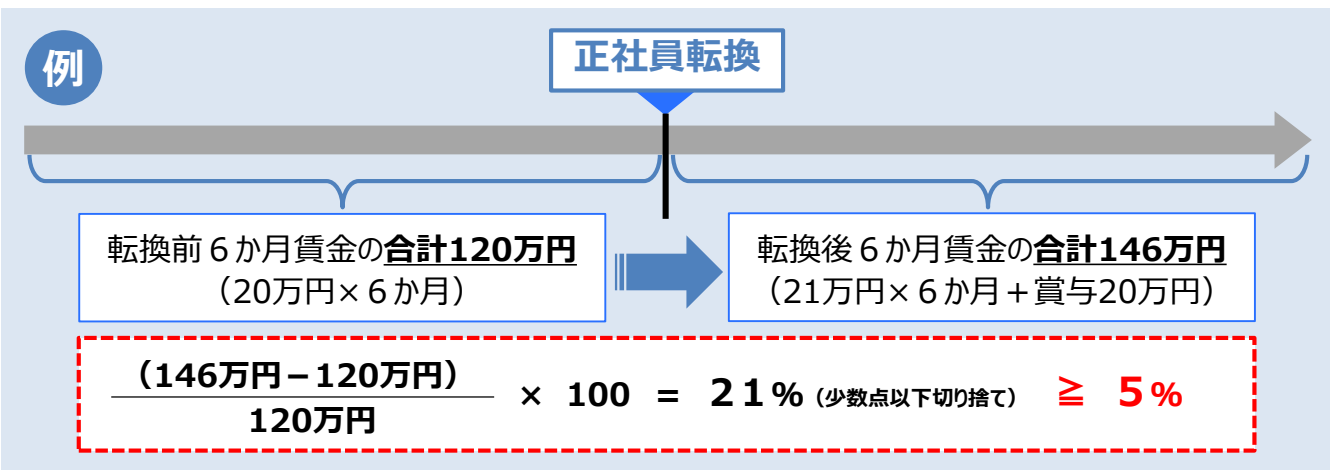 例
正社員転換
転換前６か月賃金の合計120万円
（20万円×６か月）
転換後６か月賃金の合計146万円
（21万円×６か月＋賞与20万円）
（146万円－120万円）
120万円
× 100 = ２１％（少数点以下切り捨て） ≧ ５％